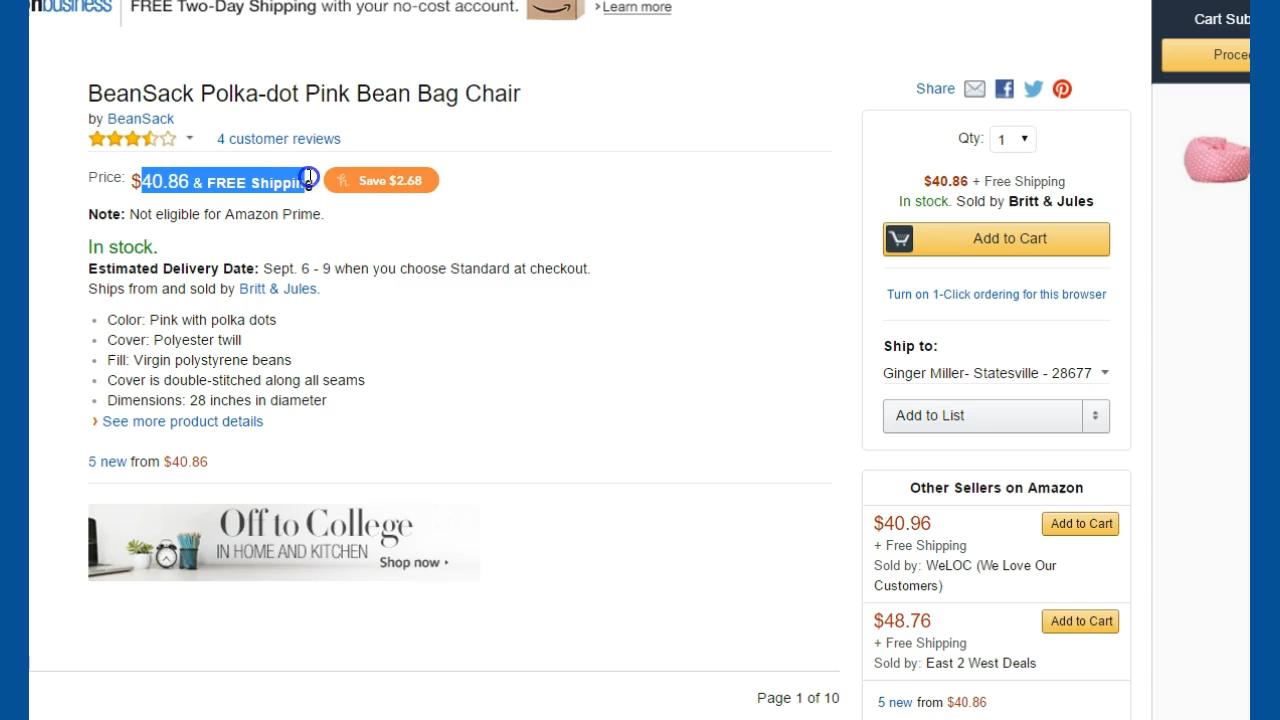 business
FREE Two-Day Shipping with your no-cost account.
› Learn more
Cart Sub
Procee
BeanSack Polka-dot Pink Bean Bag Chair
by BeanSack
4 customer reviews
Price: $40.86 & FREE Shipping
Save $2.68
Note: Not eligible for Amazon Prime.
In stock.
Estimated Delivery Date: Sept. 6 - 9 when you choose Standard at checkout.
Ships from and sold by Britt & Jules.
• Color: Pink with polka dots
• Cover: Polyester twill
• Fill: Virgin polystyrene beans
• Cover is double-stitched along all seams
• Dimensions: 28 inches in diameter
› See more product details
5 new from $40.86
Off to College
IN HOME AND KITCHEN
Shop now ›
Page 1 of 10
Share
Qty: 1
$40.86 + Free Shipping
In stock. Sold by Britt & Jules
Add to Cart
Turn on 1-Click ordering for this browser
Ship to:
Ginger Miller- Statesville - 28677
Add to List
Other Sellers on Amazon
$40.96
Add to Cart
+ Free Shipping
Sold by: WeLOC (We Love Our
Customers)
$48.76
Add to Cart
+ Free Shipping
Sold by: East 2 West Deals
5 new from $40.86